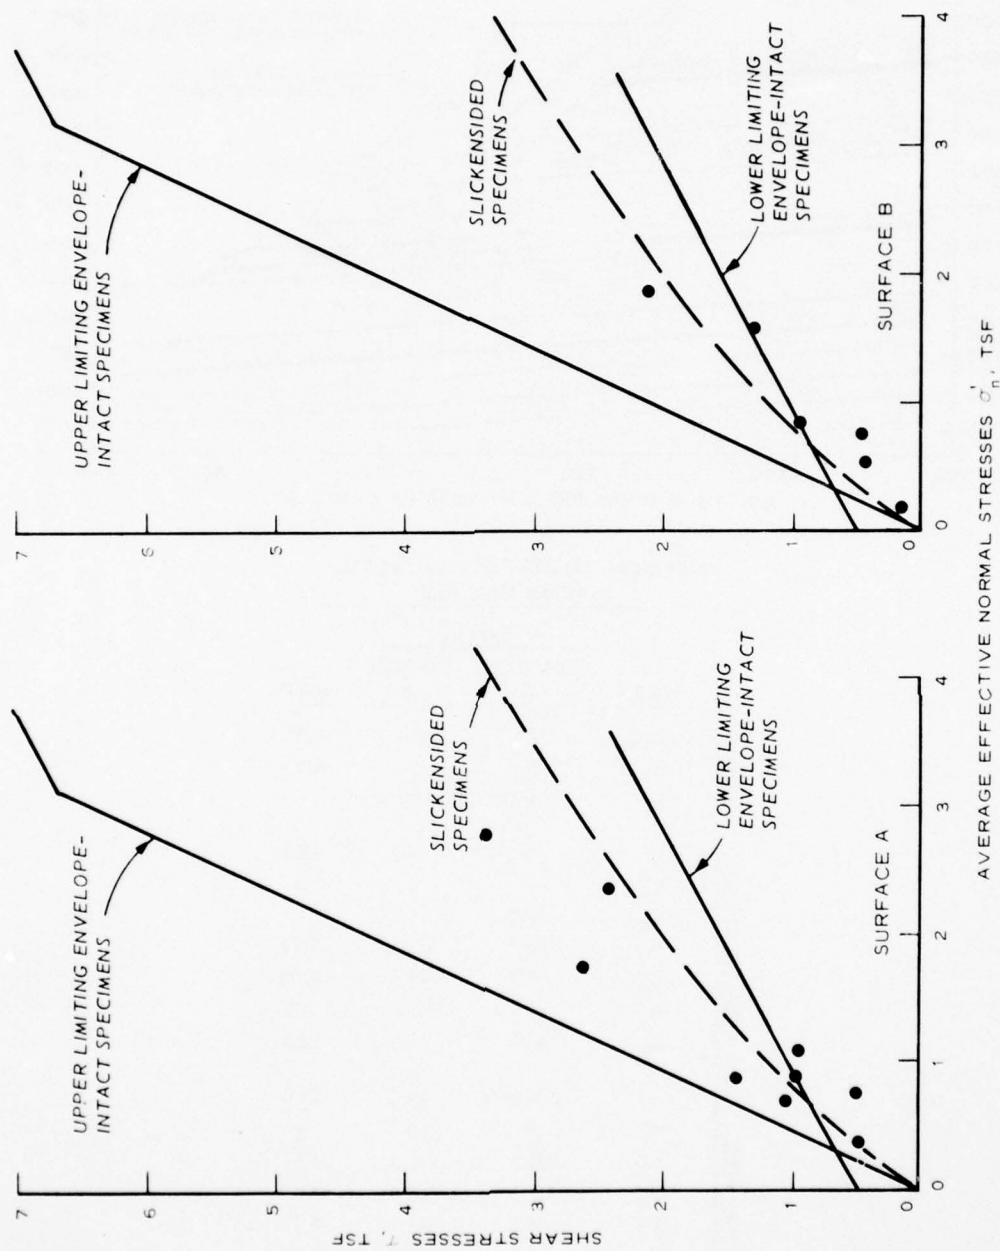 UPPER LIMITING ENVELOPE-
INTACT SPECIMENS
SLICKENSIDED
SPECIMENS
LOWER LIMITING
ENVELOPE-INTACT
SPECIMENS
SURFACE A
7
6
5
4
3
2
1
0
0
1
2
3
4
SHEAR STRESSES τ, TSF
UPPER LIMITING ENVELOPE-
INTACT SPECIMENS
SLICKENSIDED
SPECIMENS
LOWER LIMITING
ENVELOPE-INTACT
SPECIMENS
SURFACE B
7
6
5
4
3
2
1
0
0
2
3
4
AVERAGE EFFECTIVE NORMAL STRESSES σ'n, TSF